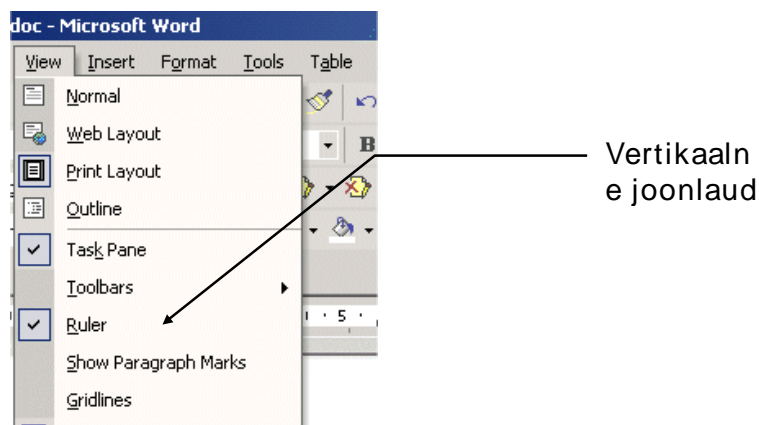 doc - Microsoft Word
View Insert Format Tools Table
Normal
Web Layout
B
Print Layout
Outline
Task Pane
Toolbars
5
Ruler
Show Paragraph Marks
Gridlines
Vertikaaln
e joonlaud